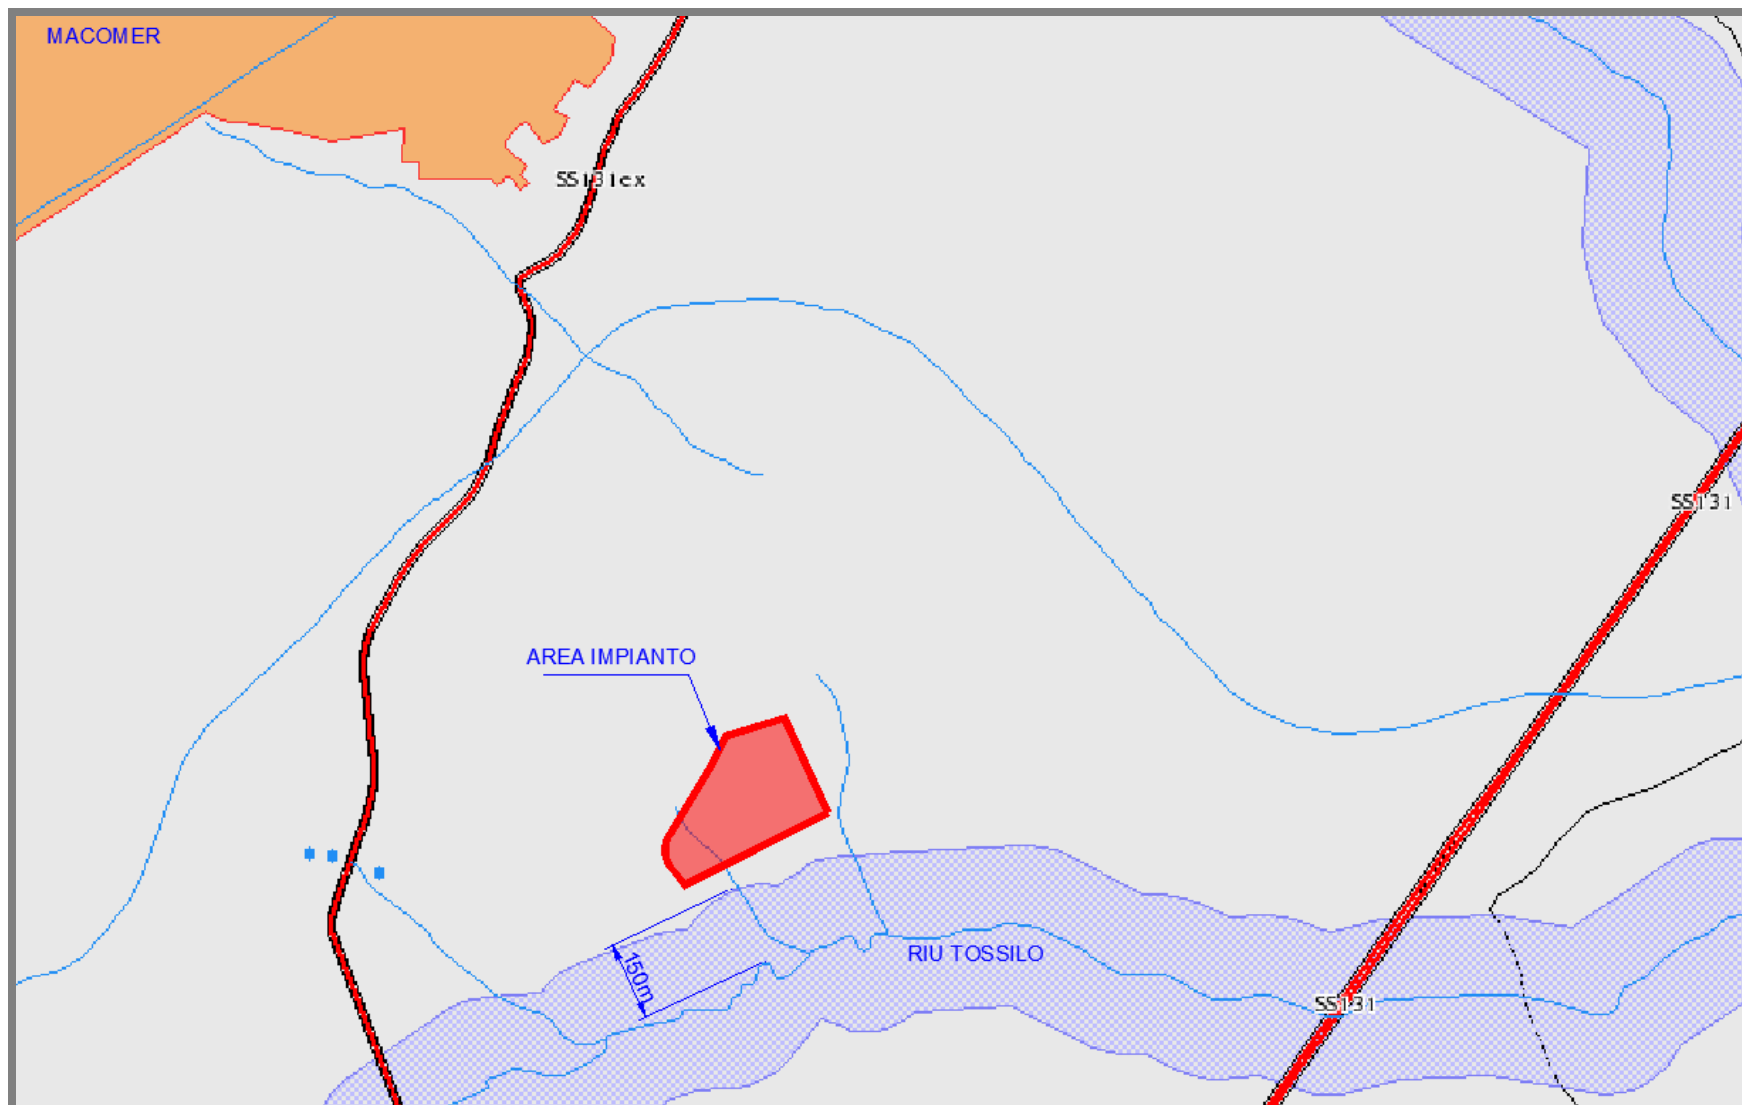 MACOMER
SS131ex
SS131
AREA IMPIANTO
RIU TOSSILO
150m
SS131